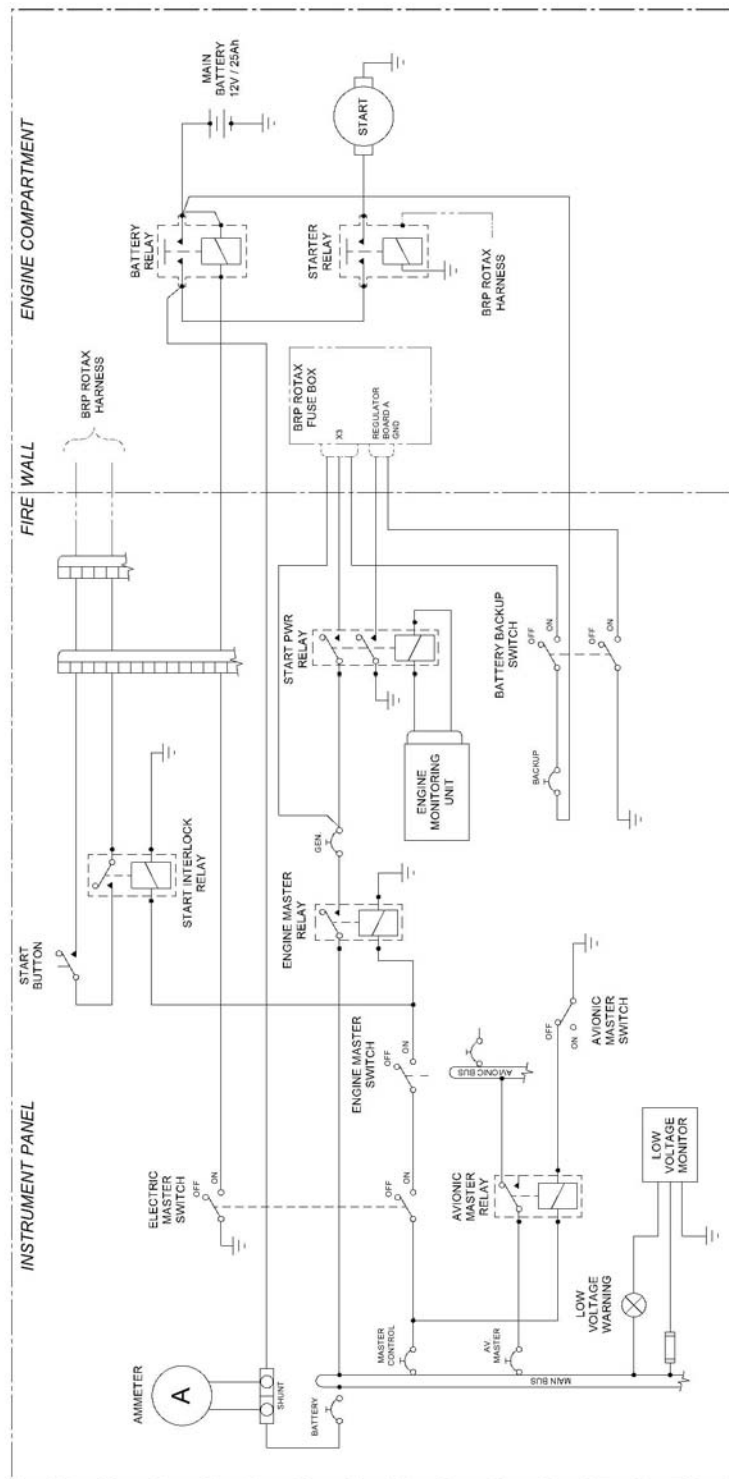 INSTRUMENT PANEL
FIRE WALL
ENGINE COMPARTMENT
AMMETER
A
SHUNT
BATTERY
ELECTRIC
MASTER
SWITCH
OFF
ON
START
BUTTON
START INTERLOCK
RELAY
BRP ROTAX
HARNESS
BATTERY
RELAY
MAIN
BATTERY
12V / 25Ah
STARTER
RELAY
START
BRP ROTAX
HARNESS
BRP ROTAX
FUSE BOX
X3
REGULATOR
BOARD A
GND
START PWR
RELAY
ENGINE
MONITORING
UNIT
GEN.
ENGINE MASTER
RELAY
ENGINE MASTER
SWITCH
OFF
ON
OFF
ON
MASTER
CONTROL
AV
MASTER
MAIN BUS
AVIONIC BUS
AVIONIC
MASTER
RELAY
OFF
ON
AVIONIC
MASTER
SWITCH
BATTERY BACKUP
SWITCH
OFF
ON
OFF
ON
BACKUP
LOW
VOLTAGE
WARNING
LOW
VOLTAGE
MONITOR